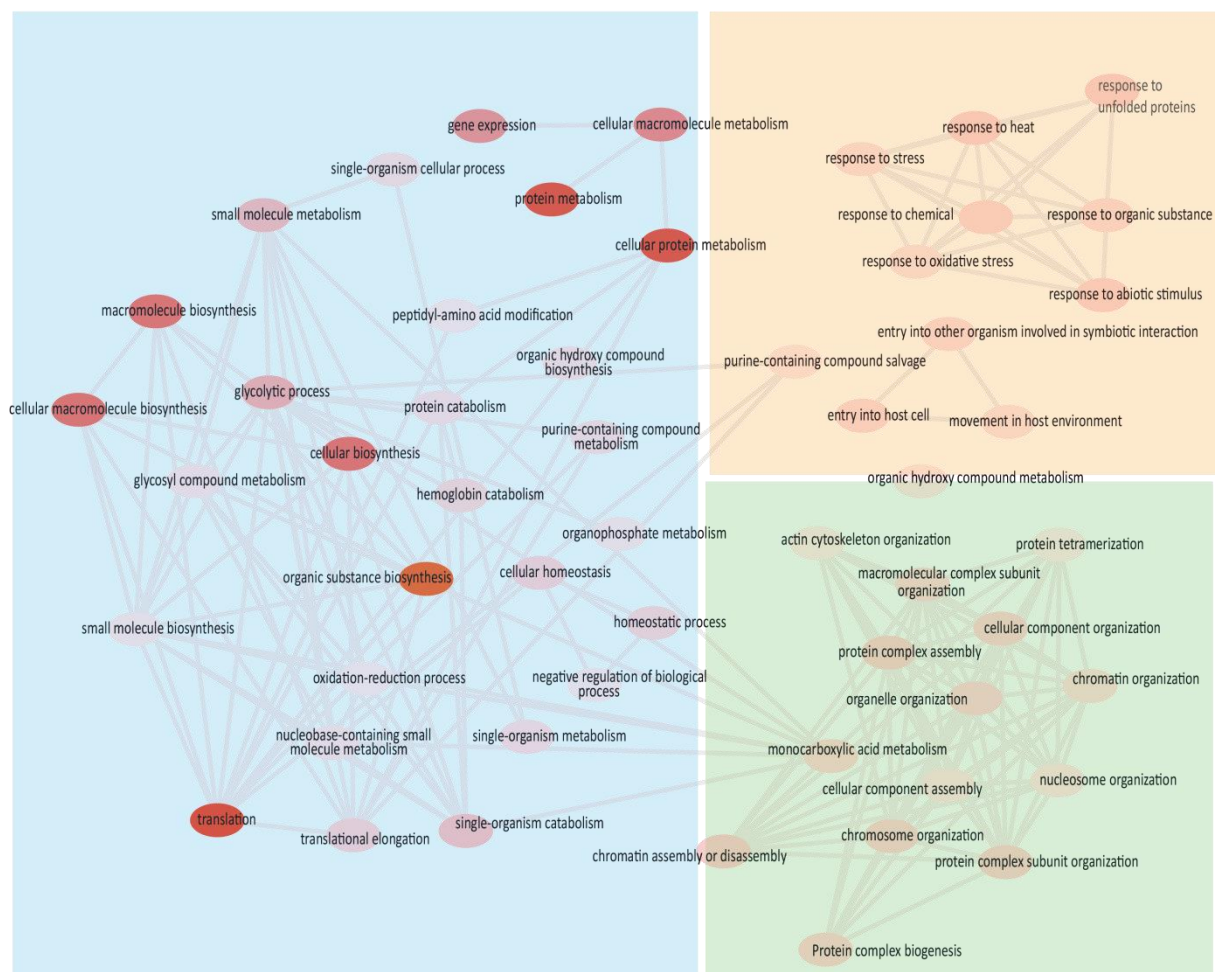 gene expression
cellular macromolecule metabolism
single-organism cellular process
protein metabolism
small molecule metabolism
cellular protein metabolism
macromolecule biosynthesis
peptidyl-amino acid modification
organic hydroxy compound
biosynthesis
glycolytic process
protein catabolism
cellular macromolecule biosynthesis
purine-containing compound
metabolism
cellular biosynthesis
glycosyl compound metabolism
hemoglobin catabolism
organophosphate metabolism
organic substance biosynthesis
cellular homeostasis
small molecule biosynthesis
homeostatic process
oxidation-reduction process
negative regulation of biological
process
nucleobase-containing small
molecule metabolism
single-organism metabolism
translation
translational elongation
single-organism catabolism
response to
unfolded proteins
response to heat
response to stress
response to chemical
response to organic substance
response to oxidative stress
response to abiotic stimulus
entry into other organism involved in symbiotic interaction
purine-containing compound salvage
entry into host cell
movement in host environment
organic hydroxy compound metabolism
actin cytoskeleton organization
protein tetramerization
macromolecular complex subunit
organization
cellular component organization
protein complex assembly
chromatin organization
organelle organization
monocarboxylic acid metabolism
nucleosome organization
cellular component assembly
chromosome organization
chromatin assembly or disassembly
protein complex subunit organization
Protein complex biogenesis